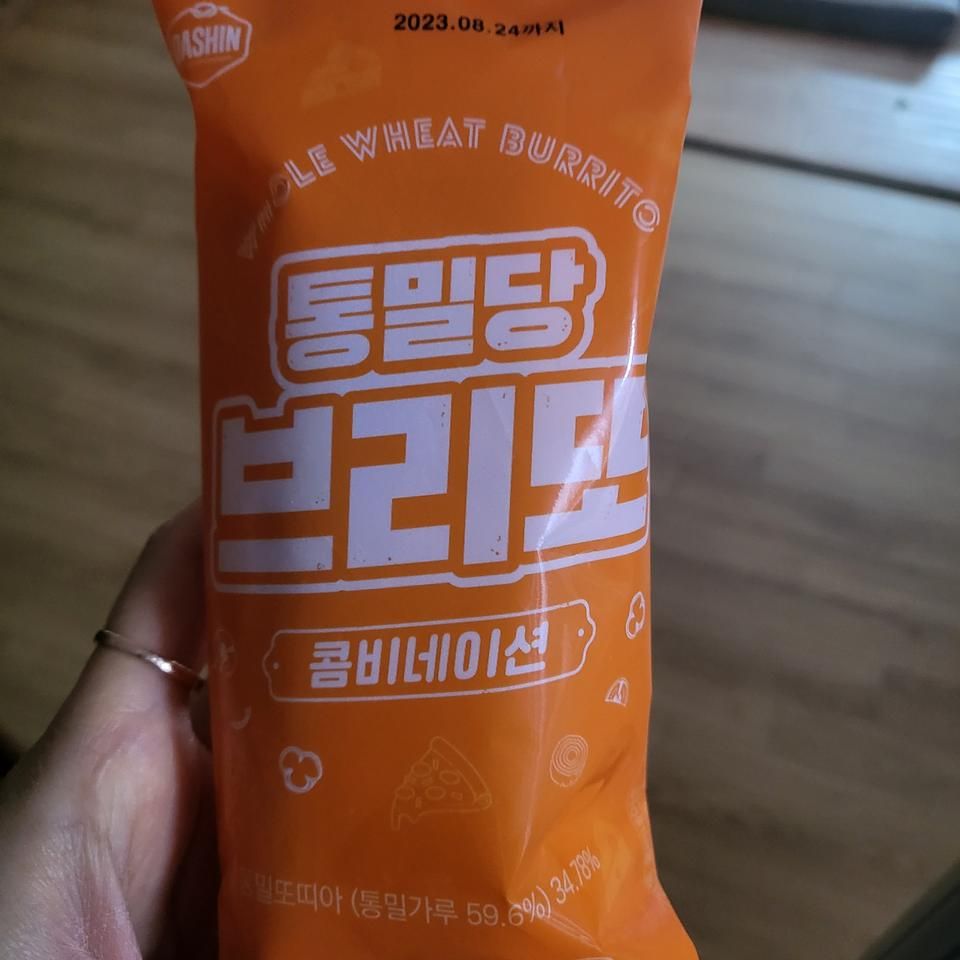 DASHIN
2023.08.24까지
WHOLE WHEAT BURRITO
통밀당
브리또
콤비네이션
통밀또띠아 (통밀가루 59.6%) 34.78%